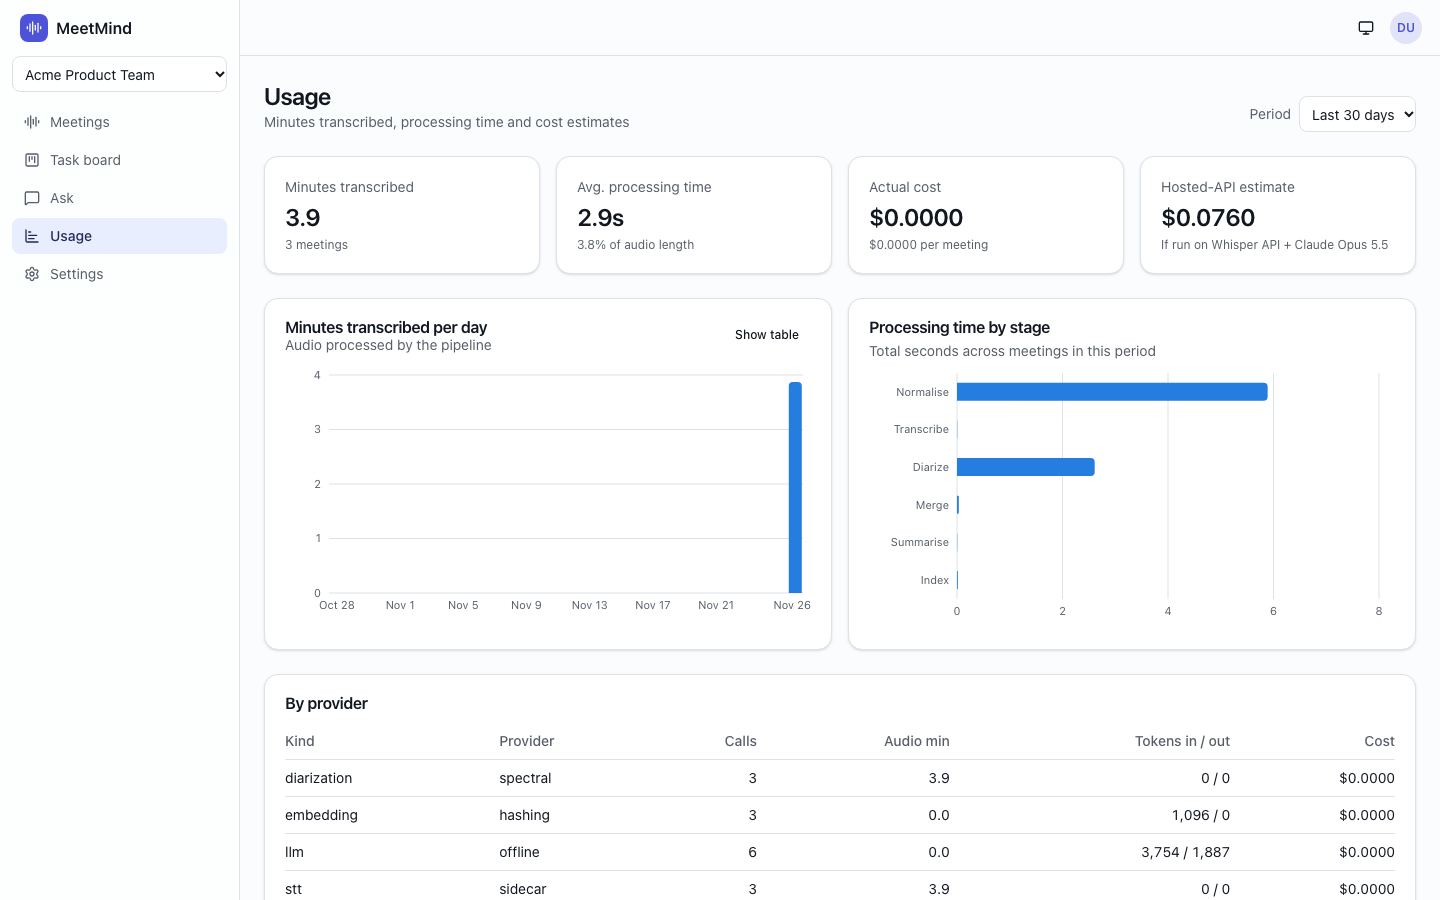 MeetMind
DU
Acme Product Team
Meetings
Task board
Ask
Usage
Settings
Usage
Minutes transcribed, processing time and cost estimates
Period
Last 30 days
Minutes transcribed
3.9
3 meetings
Avg. processing time
2.9s
3.8% of audio length
Actual cost
$0.0000
$0.0000 per meeting
Hosted-API estimate
$0.0760
If run on Whisper API + Claude Opus 5.5
Minutes transcribed per day
Audio processed by the pipeline
Show table
4
3
2
1
0
Oct 28 Nov 1 Nov 5 Nov 9 Nov 13 Nov 17 Nov 21 Nov 26
Processing time by stage
Total seconds across meetings in this period
Normalise
Transcribe
Diarize
Merge
Summarise
Index
0 2 4 6 8
By provider
Kind Provider Calls Audio min Tokens in / out Cost
diarization spectral 3 3.9 0 / 0 $0.0000
embedding hashing 3 0.0 1,096 / 0 $0.0000
llm offline 6 0.0 3,754 / 1,887 $0.0000
stt sidecar 3 3.9 0 / 0 $0.0000